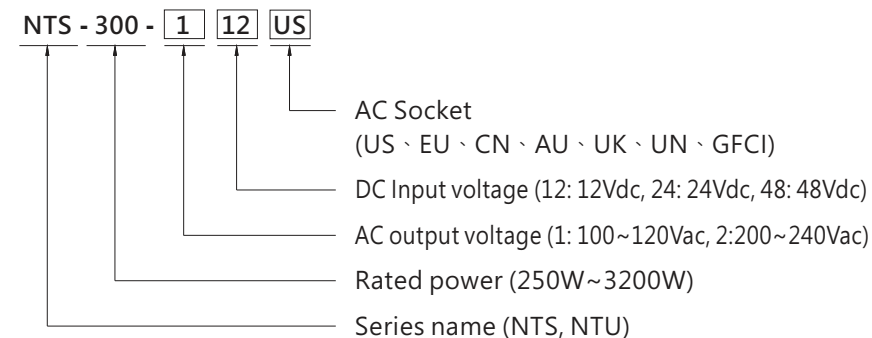 NTS - 300 - 1 12 US
AC Socket
(US、EU、CN、AU、UK、UN、GFCI)
DC Input voltage (12: 12Vdc, 24: 24Vdc, 48: 48Vdc)
AC output voltage (1: 100~120Vac, 2:200~240Vac)
Rated power (250W~3200W)
Series name (NTS, NTU)